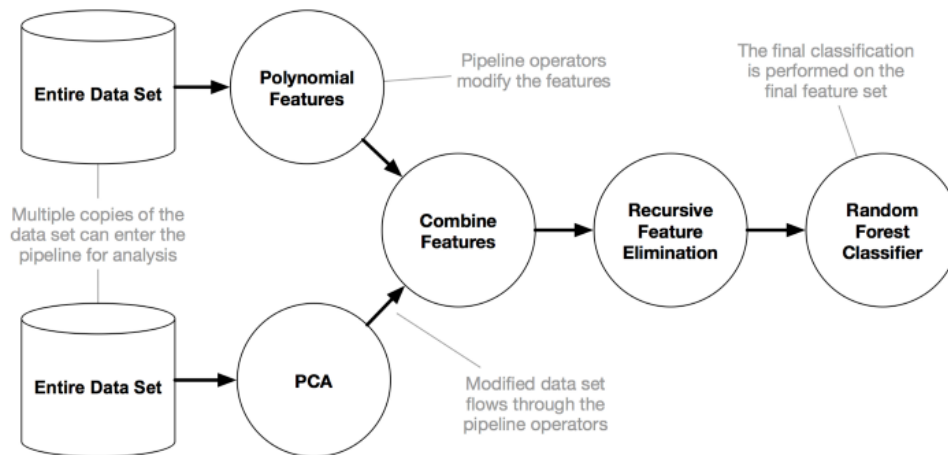 Entire Data Set
Polynomial
Features
Pipeline operators
modify the features
The final classification
is performed on the
final feature set
Multiple copies of the
data set can enter the
pipeline for analysis
Combine
Features
Recursive
Feature
Elimination
Random
Forest
Classifier
Entire Data Set
PCA
Modified data set
flows through the
pipeline operators